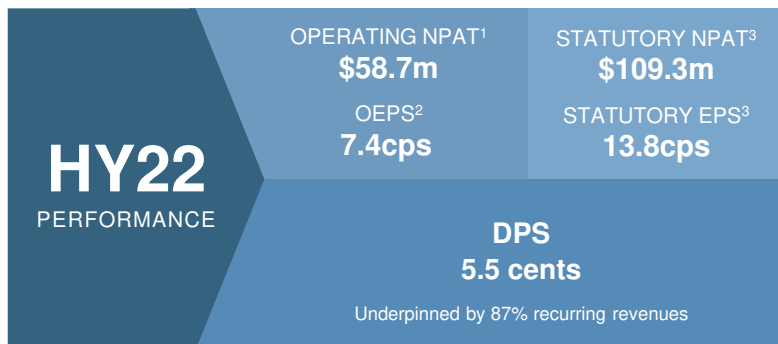 HY22
PERFORMANCE
OPERATING NPAT¹
$58.7m
OEPS²
7.4cps
STATUTORY NPAT³
$109.3m
STATUTORY EPS³
13.8cps
DPS
5.5 cents
Underpinned by 87% recurring revenues